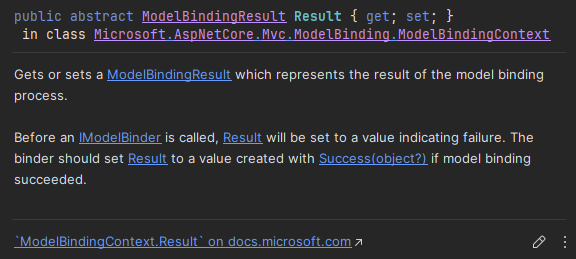 public abstract ModelBindingResult Result { get; set; }
in class Microsoft.AspNetCore.Mvc.ModelBinding.ModelBindingContext
Gets or sets a ModelBindingResult which represents the result of the model binding
process.
Before an IModelBinder is called, Result will be set to a value indicating failure. The
binder should set Result to a value created with Success(object?) if model binding
succeeded.
`ModelBindingContext.Result` on docs.microsoft.com